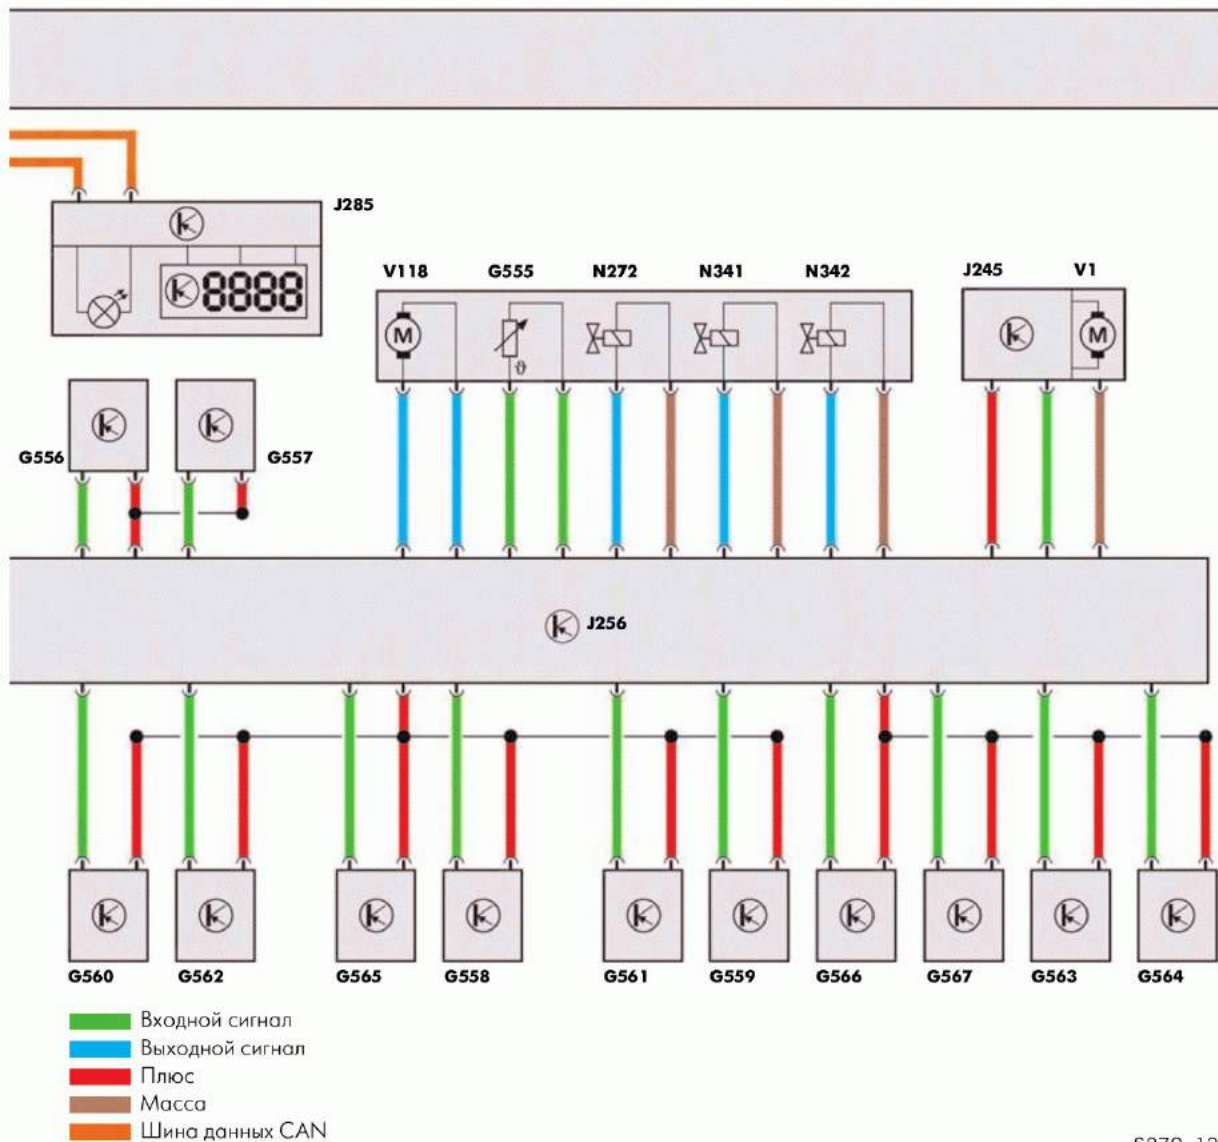 J285
8888
V118 G555 N272 N341 N342 J245 V1
M
M
ϑ
G556 G557
J256
G560 G562 G565 G558 G561 G559 G566 G567 G563 G564
Входной сигнал
Выходной сигнал
Плюс
Масса
Шина данных CAN